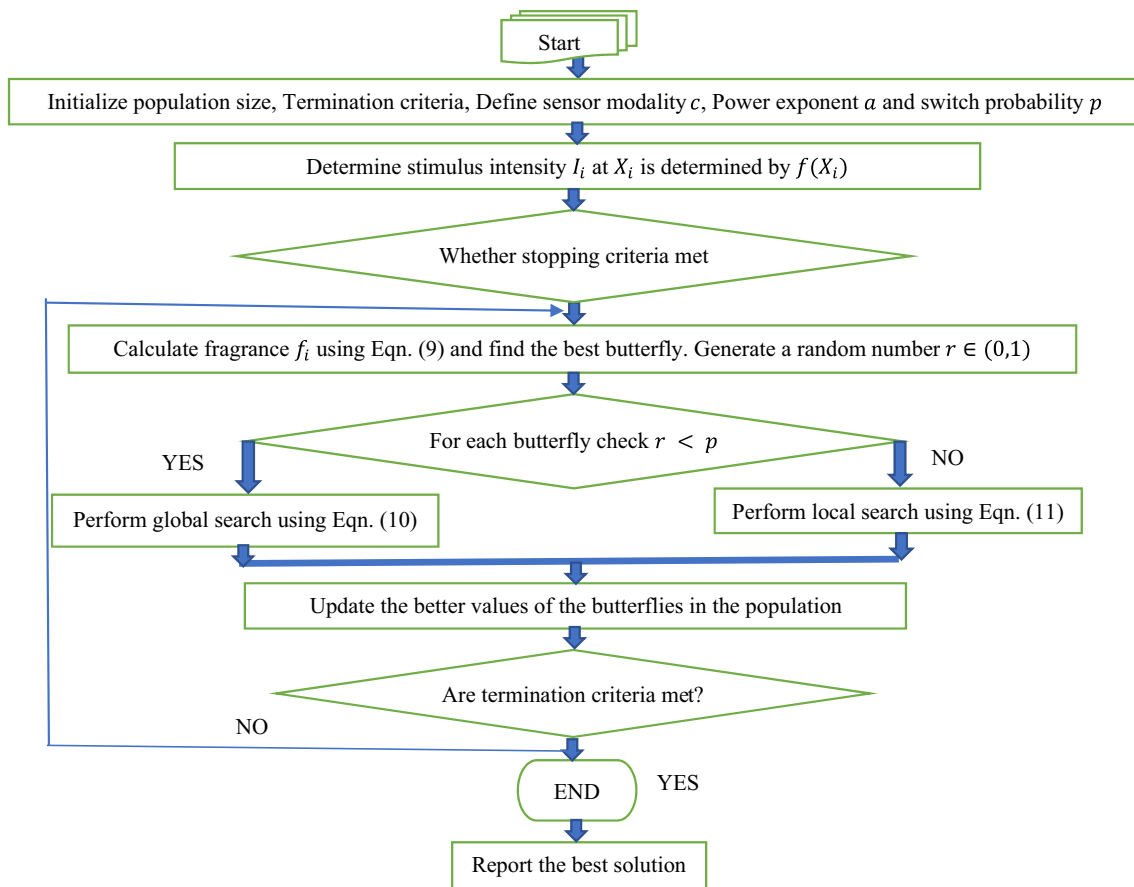 Start
Initialize population size, Termination criteria, Define sensor modality c, Power exponent a and switch probability p
Determine stimulus intensity I_i at X_i is determined by f(X_i)
Whether stopping criteria met
Calculate fragrance f_i using Eqn. (9) and find the best butterfly. Generate a random number r ∈ (0,1)
For each butterfly check r < p
YES
NO
Perform global search using Eqn. (10)
Perform local search using Eqn. (11)
Update the better values of the butterflies in the population
Are termination criteria met?
NO
YES
END
Report the best solution